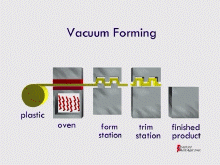 Vacuum Forming
plastic
oven
form
station
trim
station
finished
product